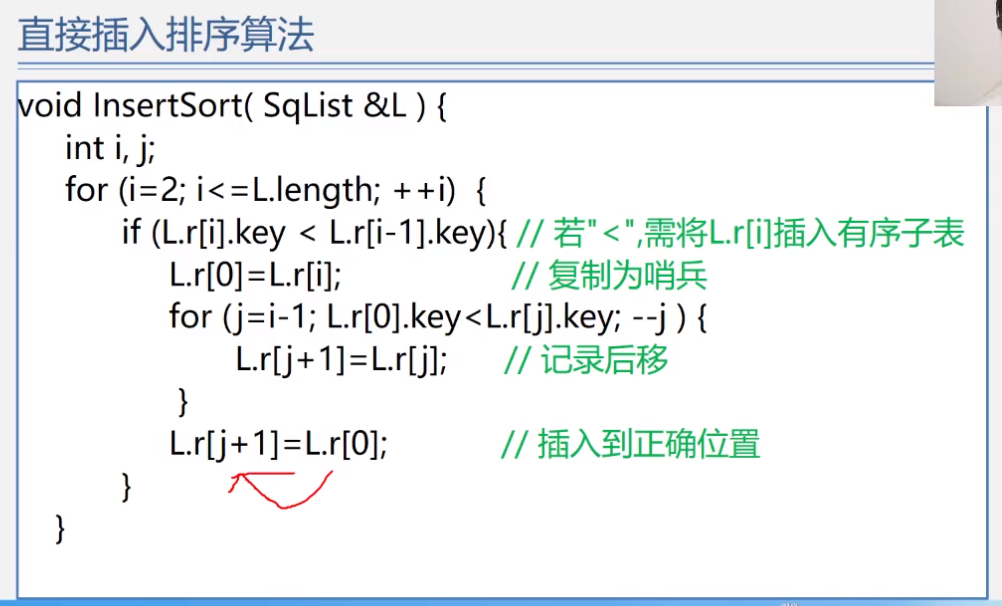 直接插入排序算法
void InsertSort( SqList &L ) {
int i, j;
for (i=2; i<=L.length; ++i) {
if (L.r[i].key < L.r[i-1].key){ // 若"<",需将L.r[i]插入有序子表
L.r[0]=L.r[i]; // 复制为哨兵
for (j=i-1; L.r[0].key<L.r[j].key; --j ) {
L.r[j+1]=L.r[j]; // 记录后移
}
L.r[j+1]=L.r[0]; // 插入到正确位置
}
}